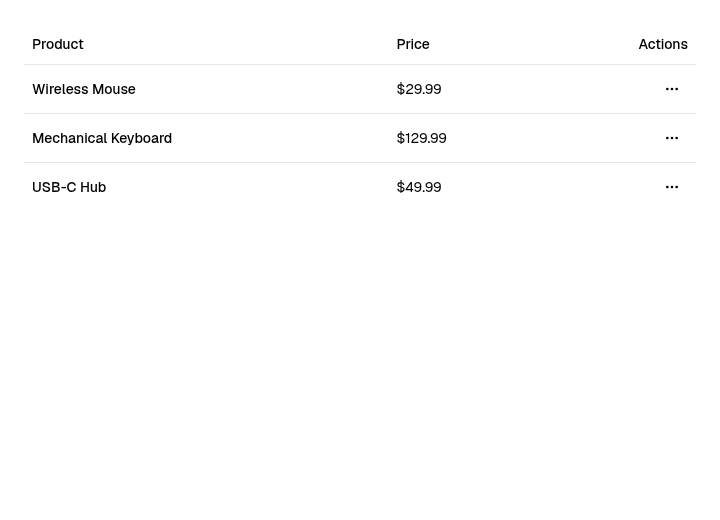 Product Price Actions
Wireless Mouse $29.99 ...
Mechanical Keyboard $129.99 ...
USB-C Hub $49.99 ...